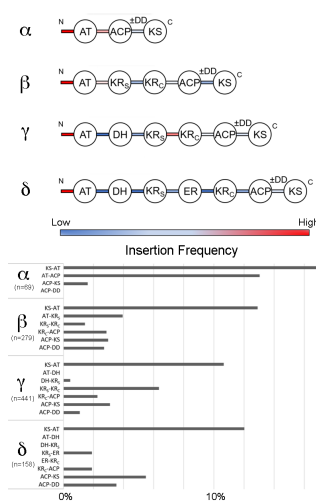 ±DD
N C
α AT ACP KS
±DD
N C
β AT KRS KRC ACP KS
±DD
N C
γ AT DH KRS KRC ACP KS
±DD
N C
δ AT DH KRS ER KRC ACP KS
Low High
Insertion Frequency
α
(n=69)
KS-AT
AT-ACP
ACP-KS
ACP-DD
β
(n=279)
KS-AT
AT-KRS
KRS-KRC
KRC-ACP
ACP-KS
ACP-DD
γ
(n=441)
KS-AT
AT-DH
DH-KRS
KRS-KRC
KRC-ACP
ACP-KS
ACP-DD
δ
(n=158)
KS-AT
AT-DH
DH-KRS
KRS-ER
ER-KRC
KRC-ACP
ACP-KS
ACP-DD
0% 10%